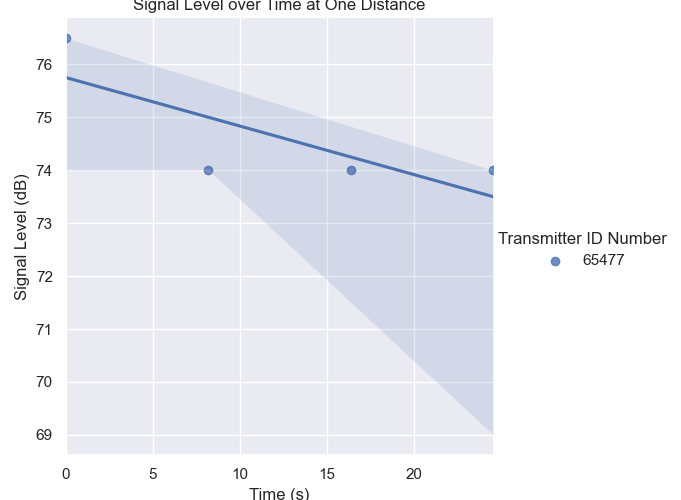 Signal Level over Time at One Distance
76
75
74
73
72
71
70
69
Signal Level (dB)
0 5 10 15 20
Time (s)
Transmitter ID Number
65477